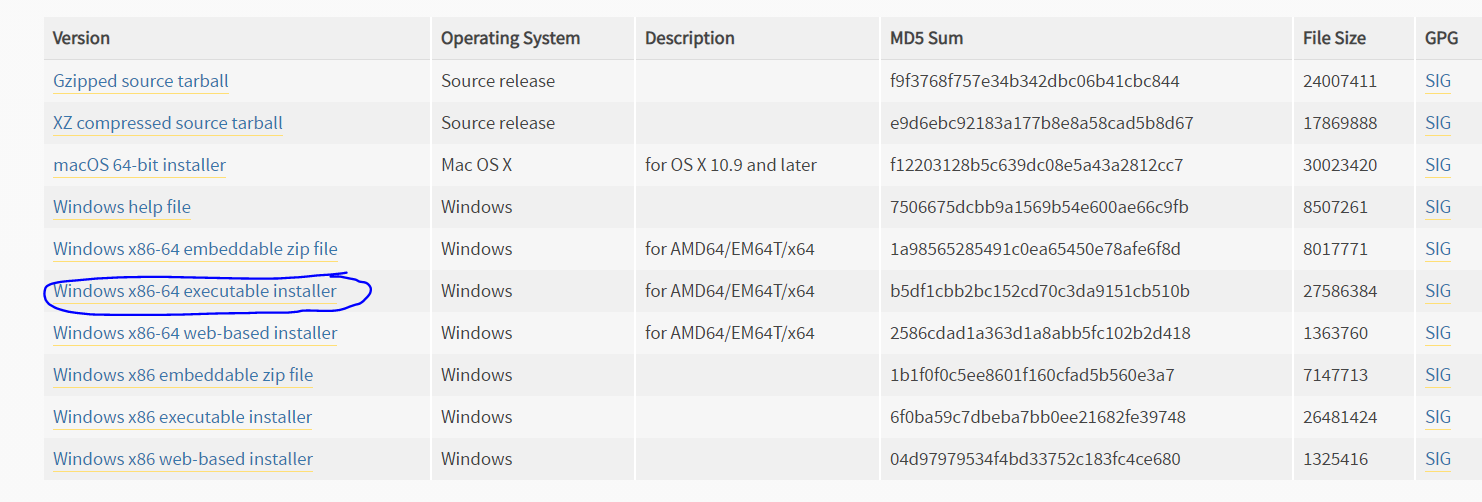 Version Operating System Description MD5 Sum File Size GPG
Gzipped source tarball Source release f9f3768f757e34b342dbc06b41cbc844 24007411 SIG
XZ compressed source tarball Source release e9d6ebc92183a177b8e8a58cad5b8d67 17869888 SIG
macOS 64-bit installer Mac OS X for OS X 10.9 and later f12203128b5c639dc08e5a43a2812cc7 30023420 SIG
Windows help file Windows 7506675dcbb9a1569b54e600ae66c9fb 8507261 SIG
Windows x86-64 embeddable zip file Windows for AMD64/EM64T/x64 1a98565285491c0ea65450e78afe6f8d 8017771 SIG
Windows x86-64 executable installer Windows for AMD64/EM64T/x64 b5df1cbb2bc152cd70c3da9151cb510b 27586384 SIG
Windows x86-64 web-based installer Windows for AMD64/EM64T/x64 2586cdad1a363d1a8abb5fc102b2d418 1363760 SIG
Windows x86 embeddable zip file Windows 1b1f0f0c5ee8601f160cfad5b560e3a7 7147713 SIG
Windows x86 executable installer Windows 6f0ba59c7dbeba7bb0ee21682fe39748 26481424 SIG
Windows x86 web-based installer Windows 04d97979534f4bd33752c183fc4ce680 1325416 SIG